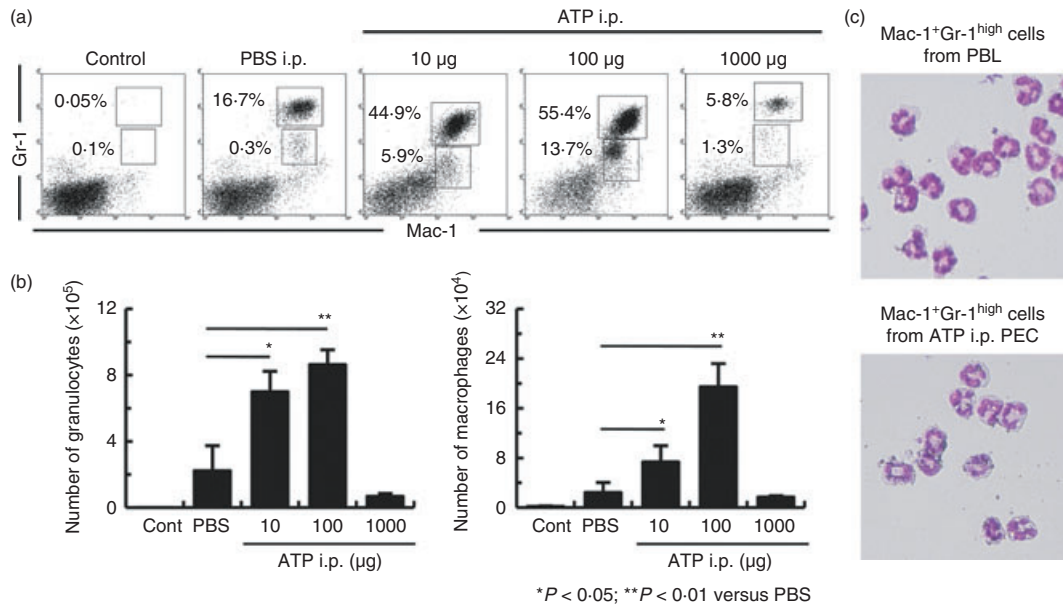 (a)
ATP i.p.
Control
PBS i.p.
10 µg
100 µg
1000 µg
Gr-1
0·05%
0·1%
16·7%
0·3%
44·9%
5·9%
55·4%
13·7%
5·8%
1·3%
Mac-1
(b)
Number of granulocytes (×10⁵)
12
8
4
0
*
**
Cont PBS 10 100 1000
ATP i.p. (µg)
Number of macrophages (×10⁴)
32
24
16
8
0
*
**
Cont PBS 10 100 1000
ATP i.p. (µg)
*P < 0·05; **P < 0·01 versus PBS
(c)
Mac-1⁺Gr-1ʰⁱᵍʰ cells
from PBL
Mac-1⁺Gr-1ʰⁱᵍʰ cells
from ATP i.p. PEC